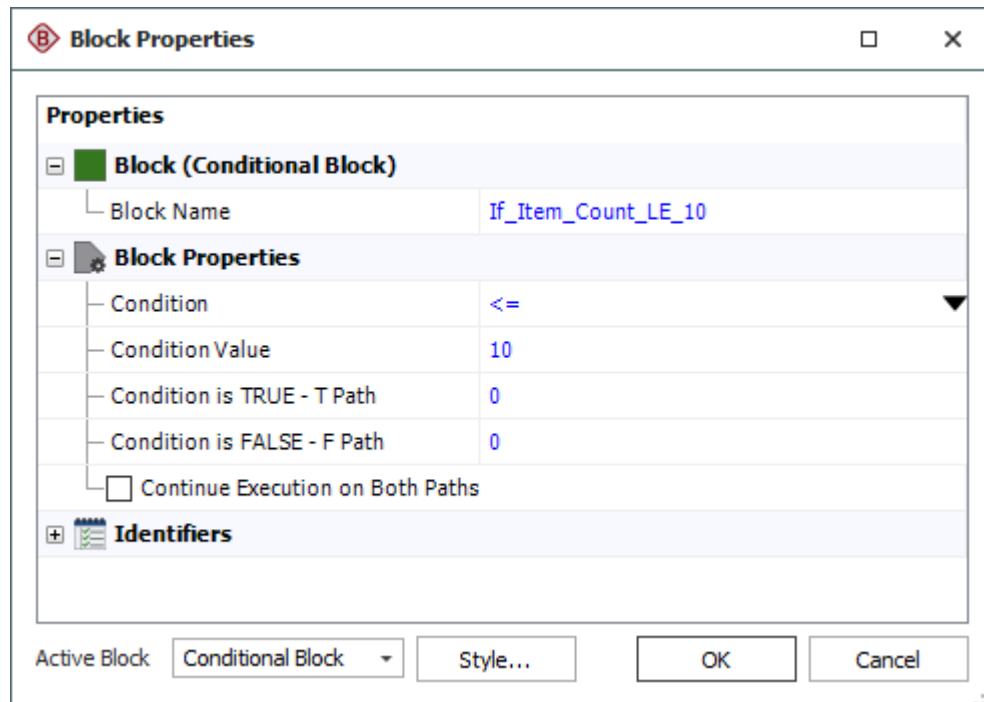 B Block Properties
Properties
Block (Conditional Block)
Block Name If_Item_Count_LE_10
Block Properties
Condition <=
Condition Value 10
Condition is TRUE - T Path 0
Condition is FALSE - F Path 0
Continue Execution on Both Paths
Identifiers
Active Block Conditional Block Style... OK Cancel